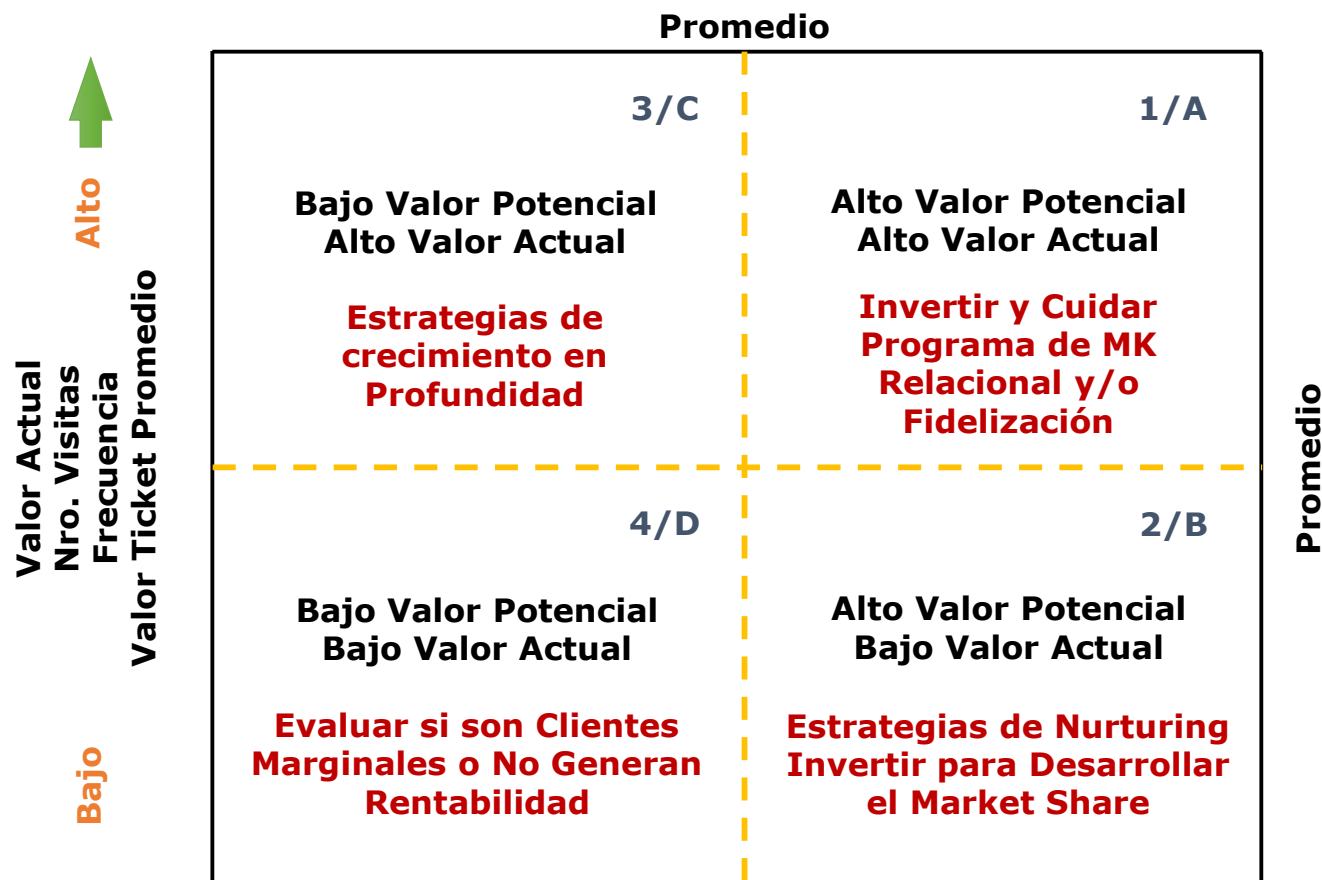 Promedio
3/C
1/A
Alto
Bajo Valor Potencial
Alto Valor Actual
Alto Valor Potencial
Alto Valor Actual
Estrategias de
crecimiento en
Profundidad
Invertir y Cuidar
Programa de MK
Relacional y/o
Fidelización
Valor Actual
Nro. Visitas
Frecuencia
Valor Ticket Promedio
Promedio
4/D
2/B
Bajo Valor Potencial
Bajo Valor Actual
Alto Valor Potencial
Bajo Valor Actual
Bajo
Evaluar si son Clientes
Marginales o No Generan
Rentabilidad
Estrategias de Nurturing
Invertir para Desarrollar
el Market Share